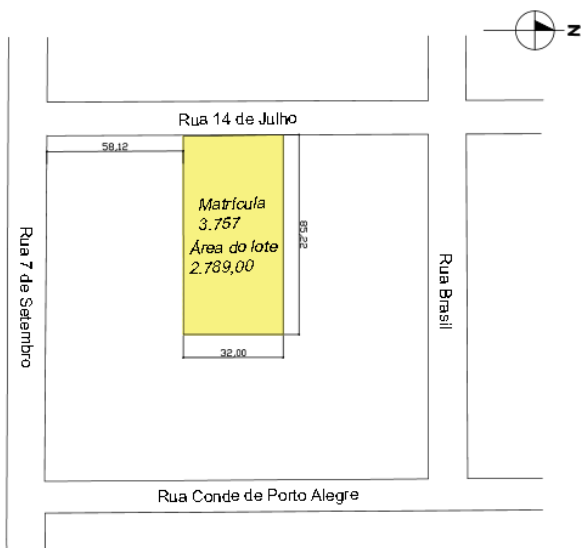 N
Rua 14 de Julho
58,12
Matrícula
3.757
Área do lote
2.789,00
85,22
32,00
Rua 7 de Setembro
Rua Brasil
Rua Conde de Porto Alegre